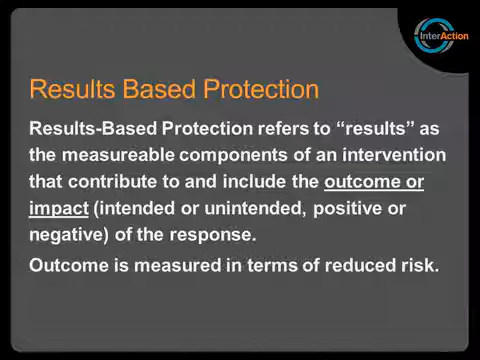 InterAction
Results Based Protection
Results-Based Protection refers to “results” as
the measureable components of an intervention
that contribute to and include the outcome or
impact (intended or unintended, positive or
negative) of the response.
Outcome is measured in terms of reduced risk.